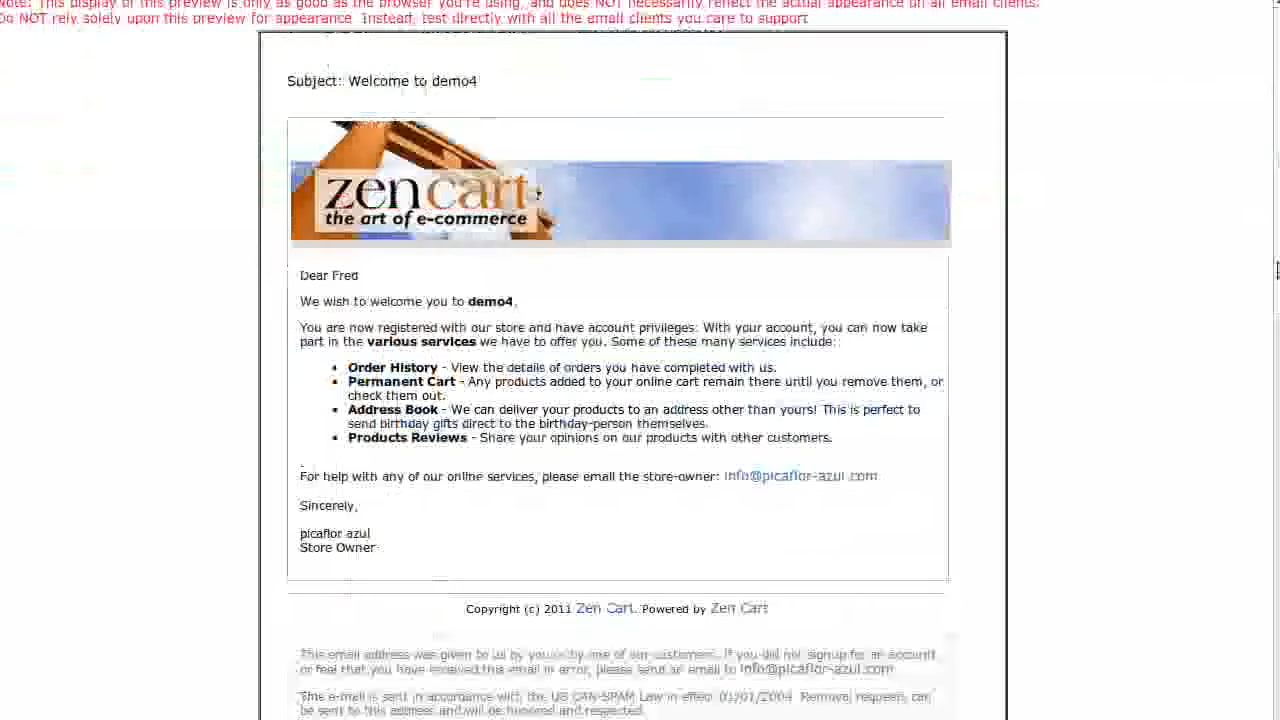 Note: This display of this preview is only as good as the browser you're using, and does NOT necessarily reflect the actual appearance on all email clients.
Do NOT rely solely upon this preview for appearance. Instead, test directly with all the email clients you care to support
Subject: Welcome to demo4
zen cart
the art of e-commerce
Dear Fred
We wish to welcome you to demo4.
You are now registered with our store and have account privileges: With your account, you can now take
part in the various services we have to offer you. Some of these many services include:
• Order History - View the details of orders you have completed with us.
• Permanent Cart - Any products added to your online cart remain there until you remove them, or
check them out.
• Address Book - We can deliver your products to an address other than yours! This is perfect to
send birthday gifts direct to the birthday-person themselves.
• Products Reviews - Share your opinions on our products with other customers.
.
For help with any of our online services, please email the store-owner: info@picaflor-azul.com
Sincerely,
picaflor azul
Store Owner
Copyright (c) 2011 Zen Cart. Powered by Zen Cart
This email address was given to us by you or by one of our customers. If you did not signup for an account,
or feel that you have received this email in error, please send an email to info@picaflor-azul.com
This e-mail is sent in accordance with the US CAN-SPAM Law in effect 01/01/2004. Removal requests can
be sent to this address and will be honored and respected.